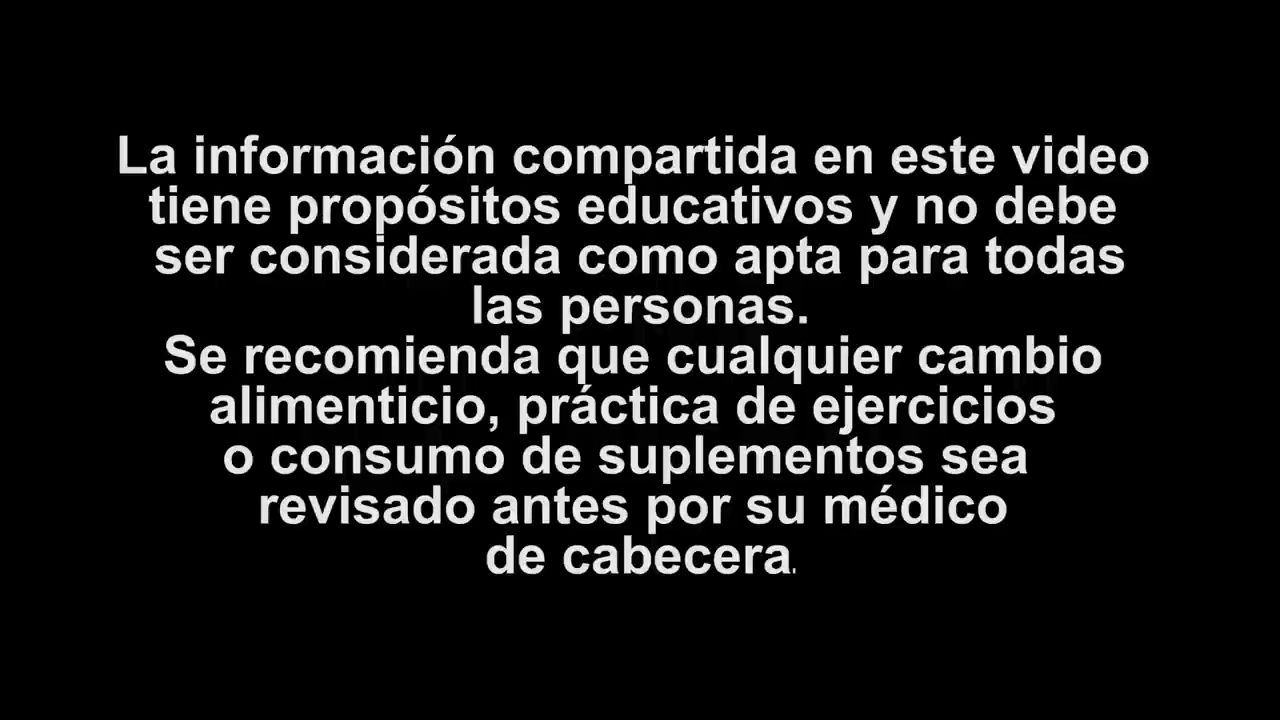 La información compartida en este video
tiene propósitos educativos y no debe
ser considerada como apta para todas
las personas.
Se recomienda que cualquier cambio
alimenticio, práctica de ejercicios
o consumo de suplementos sea
revisado antes por su médico
de cabecera.